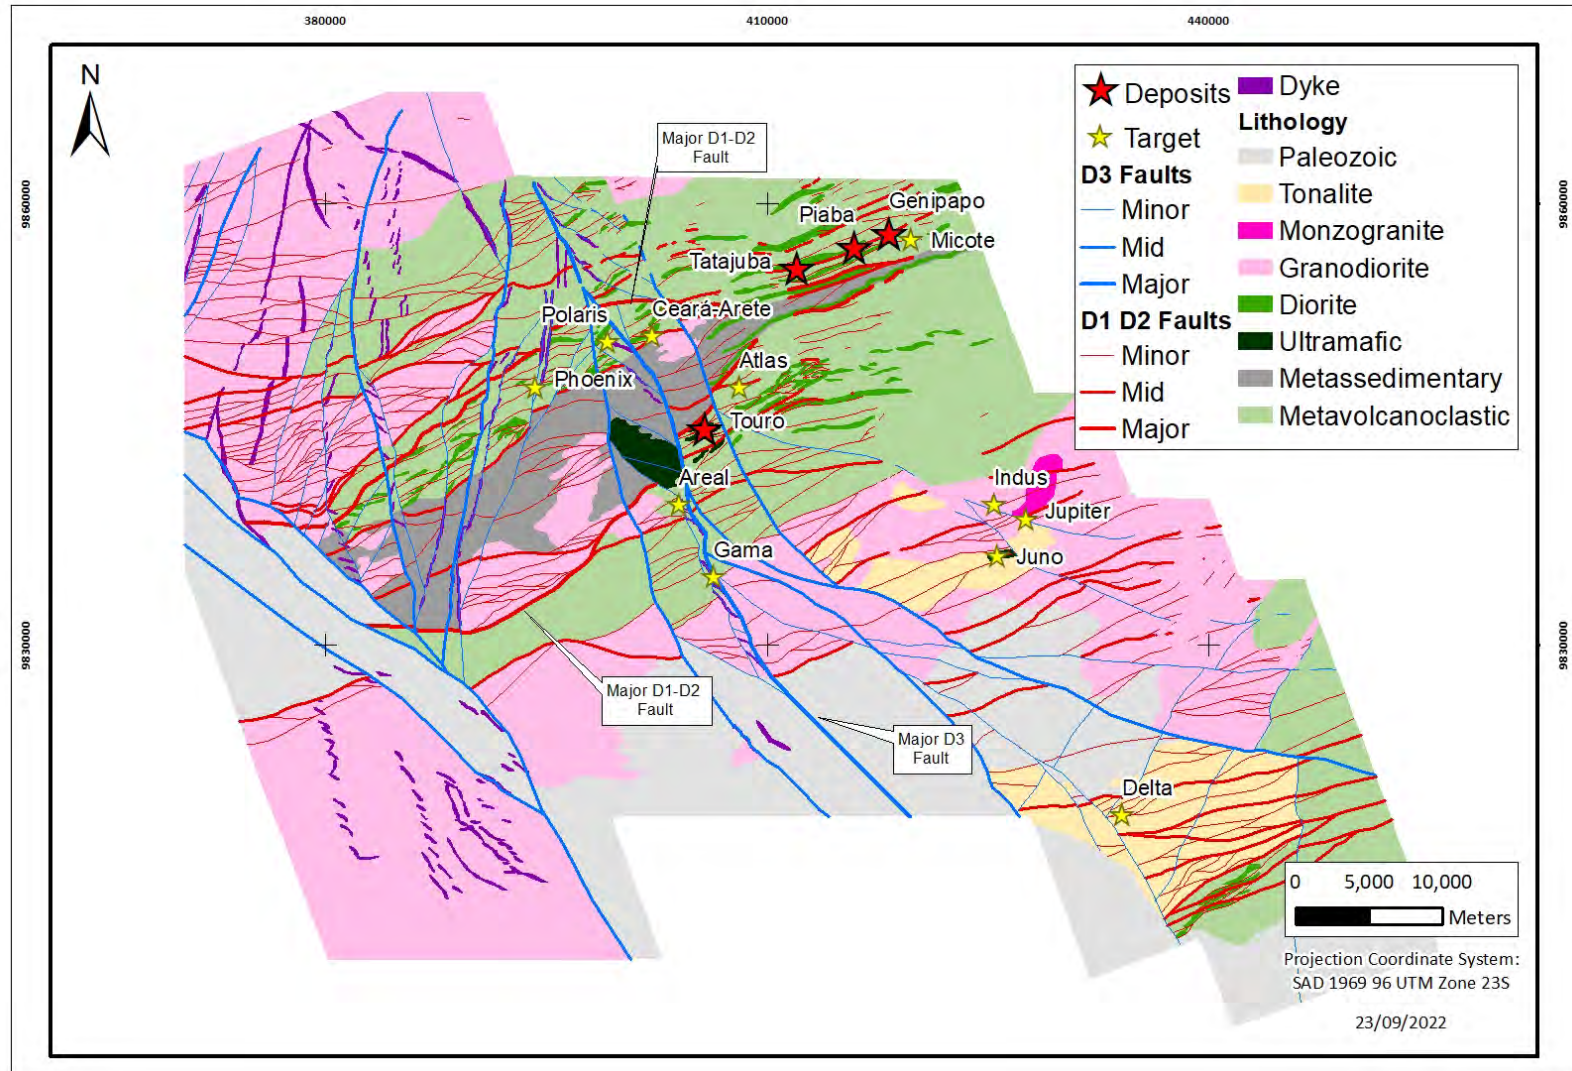 380000
410000
440000
9860000
9860000
9830000
9830000
N
Deposits
Target
D3 Faults
Minor
Mid
Major
D1 D2 Faults
Minor
Mid
Major
Dyke
Lithology
Paleozoic
Tonalite
Monzogranite
Granodiorite
Diorite
Ultramafic
Metassedimentary
Metavolcanoclastic
Major D1-D2
Fault
Piaba
Genipapo
Micote
Tatajuba
Polaris
Ceará-Arete
Phoenix
Atlas
Touro
Areal
Indus
Jupiter
Juno
Gama
Major D1-D2
Fault
Major D3
Fault
Delta
0 5,000 10,000
Meters
Projection Coordinate System:
SAD 1969 96 UTM Zone 23S
23/09/2022